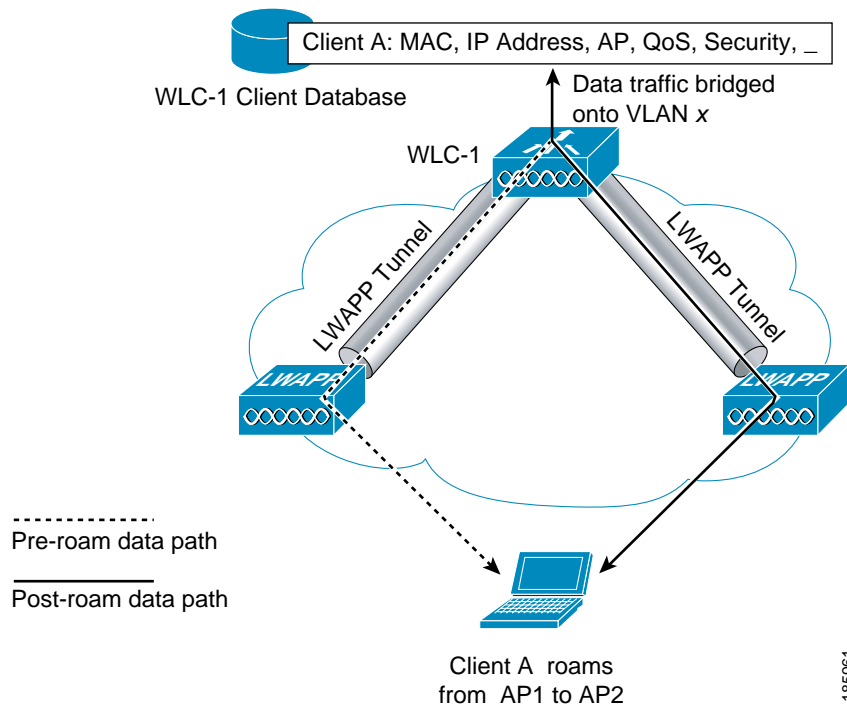 Client A: MAC, IP Address, AP, QoS, Security, _
WLC-1 Client Database
Data traffic bridged
onto VLAN x
WLC-1
LWAPP Tunnel
LWAPP Tunnel
LWAPP
LWAPP
Pre-roam data path
Post-roam data path
Client A roams
from AP1 to AP2
185961